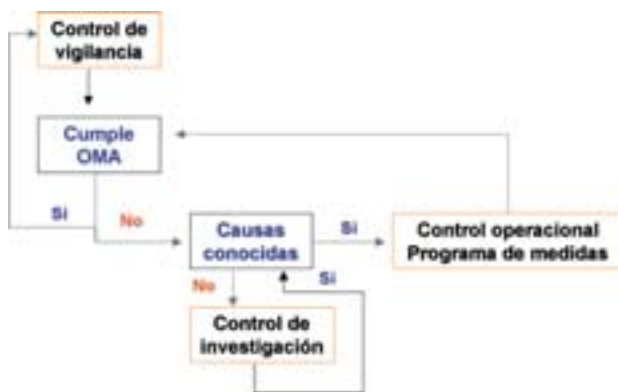 Control de
vigilancia
Cumple
OMA
Si
No
Causas
conocidas
Si
Control operacional
Programa de medidas
No
Si
Control de
investigación